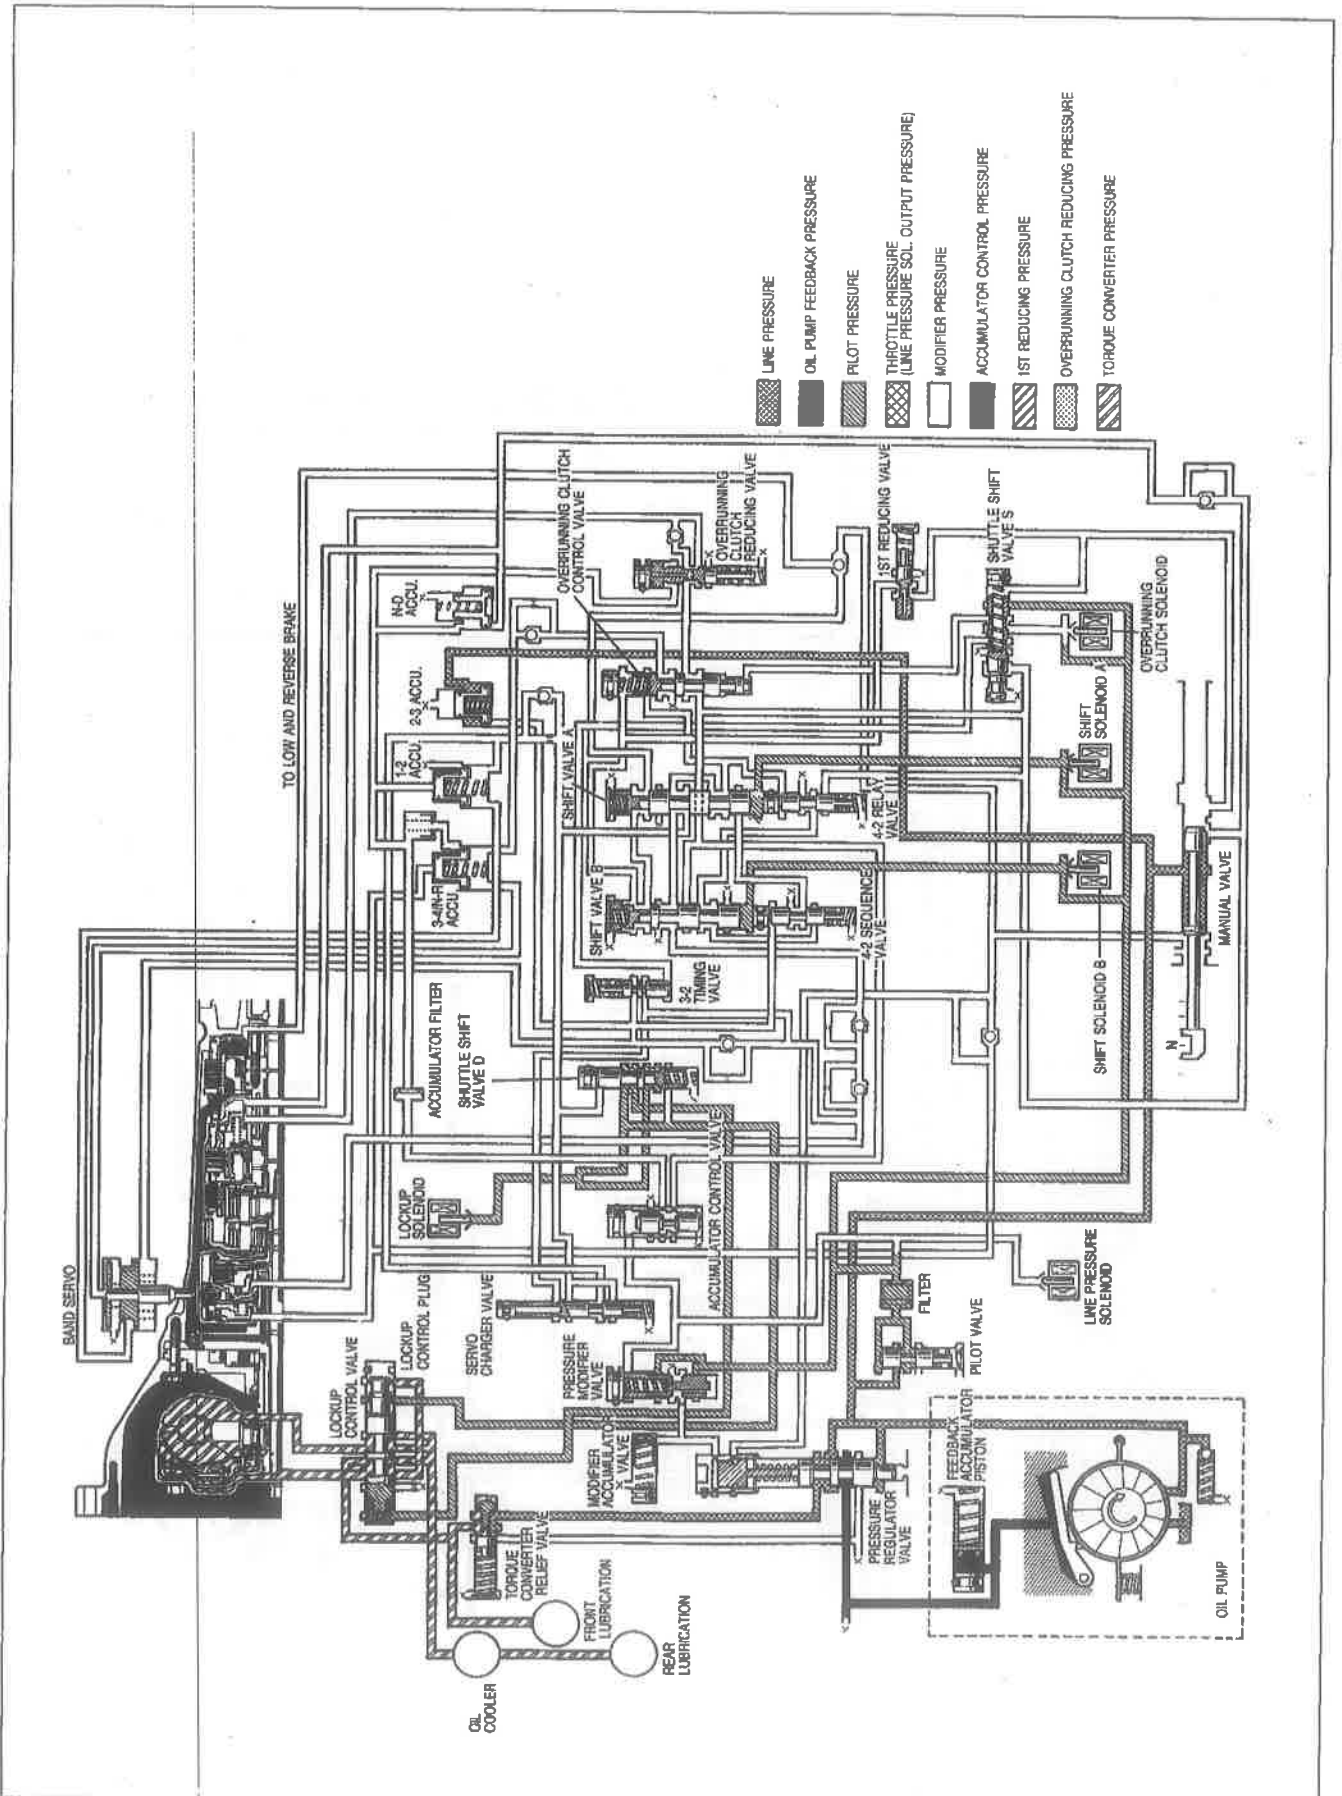 BAND SERVO
TO LOW AND REVERSE BRAKE
ACCUMULATOR FILTER
SHUTTLE SHIFT
VALVE D
LOCKUP
SOLENOID
LOCKUP
CONTROL VALVE
LOCKUP
CONTROL PLUG
SERVO
CHARGER VALVE
PRESSURE
MODIFIER
VALVE
MODIFIER
ACCUMULATOR
VALVE
TORQUE
CONVERTER
RELIEF VALVE
FRONT
LUBRICATION
REAR
LUBRICATION
OIL
COOLER
3-4/N-R
ACCU.
1-2
ACCU.
2-3 ACCU.
N-D
ACCU.
SHIFT VALVE B
SHIFT VALVE A
OVERRUNNING CLUTCH
CONTROL VALVE
OVERRUNNING
CLUTCH
REDUCING VALVE
3-2
TIMING
VALVE
4-2 SEQUENCE
VALVE
4-2 RELAY
VALVE
1ST REDUCING VALVE
SHUTTLE SHIFT
VALVE S
ACCUMULATOR CONTROL VALVE
OVERRUNNING
CLUTCH SOLENOID
SHIFT
SOLENOID A
SHIFT SOLENOID B
MANUAL VALVE
N
FILTER
PILOT VALVE
LINE PRESSURE
SOLENOID
PRESSURE
REGULATOR
VALVE
FEEDBACK
ACCUMULATOR
PISTON
OIL PUMP
LINE PRESSURE
OIL PUMP FEEDBACK PRESSURE
PILOT PRESSURE
THROTTLE PRESSURE
(LINE PRESSURE SOL. OUTPUT PRESSURE)
MODIFIER PRESSURE
ACCUMULATOR CONTROL PRESSURE
1ST REDUCING PRESSURE
OVERRUNNING CLUTCH REDUCING PRESSURE
TORQUE CONVERTER PRESSURE